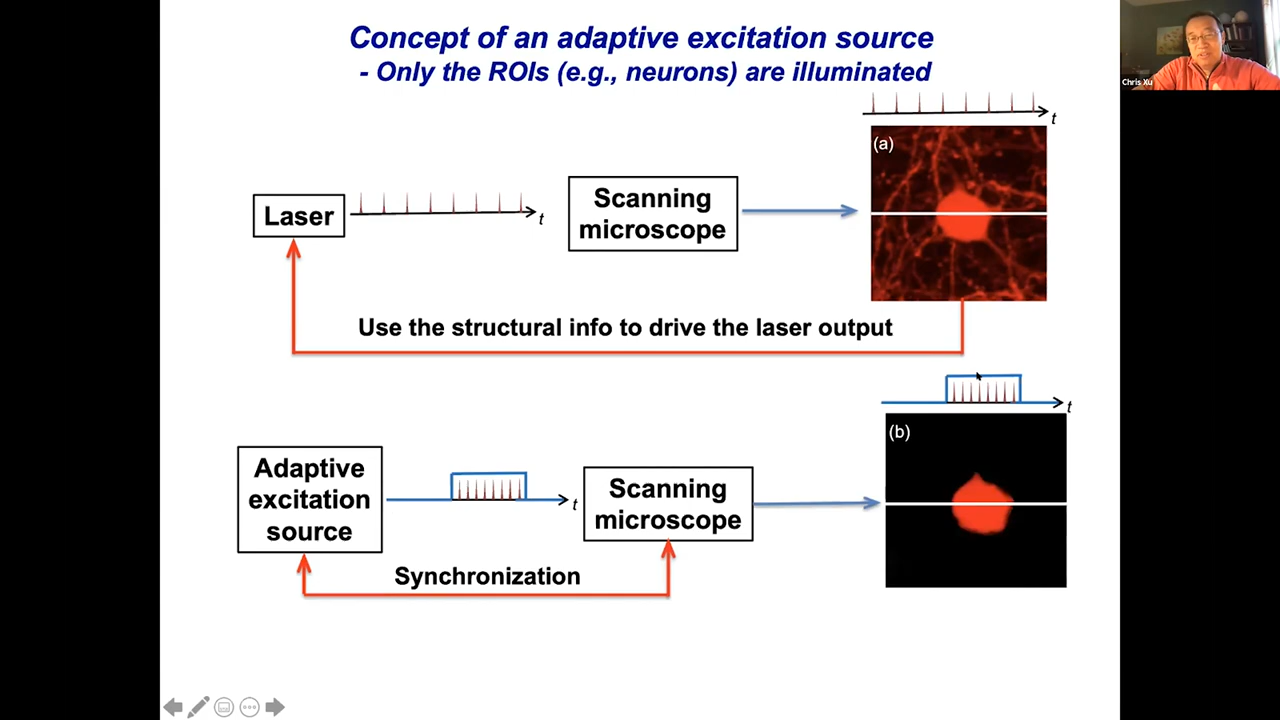 Concept of an adaptive excitation source
- Only the ROIs (e.g., neurons) are illuminated
Chris Xu
t
(a)
Laser
t
Scanning
microscope
Use the structural info to drive the laser output
t
(b)
Adaptive
excitation
source
t
Scanning
microscope
Synchronization